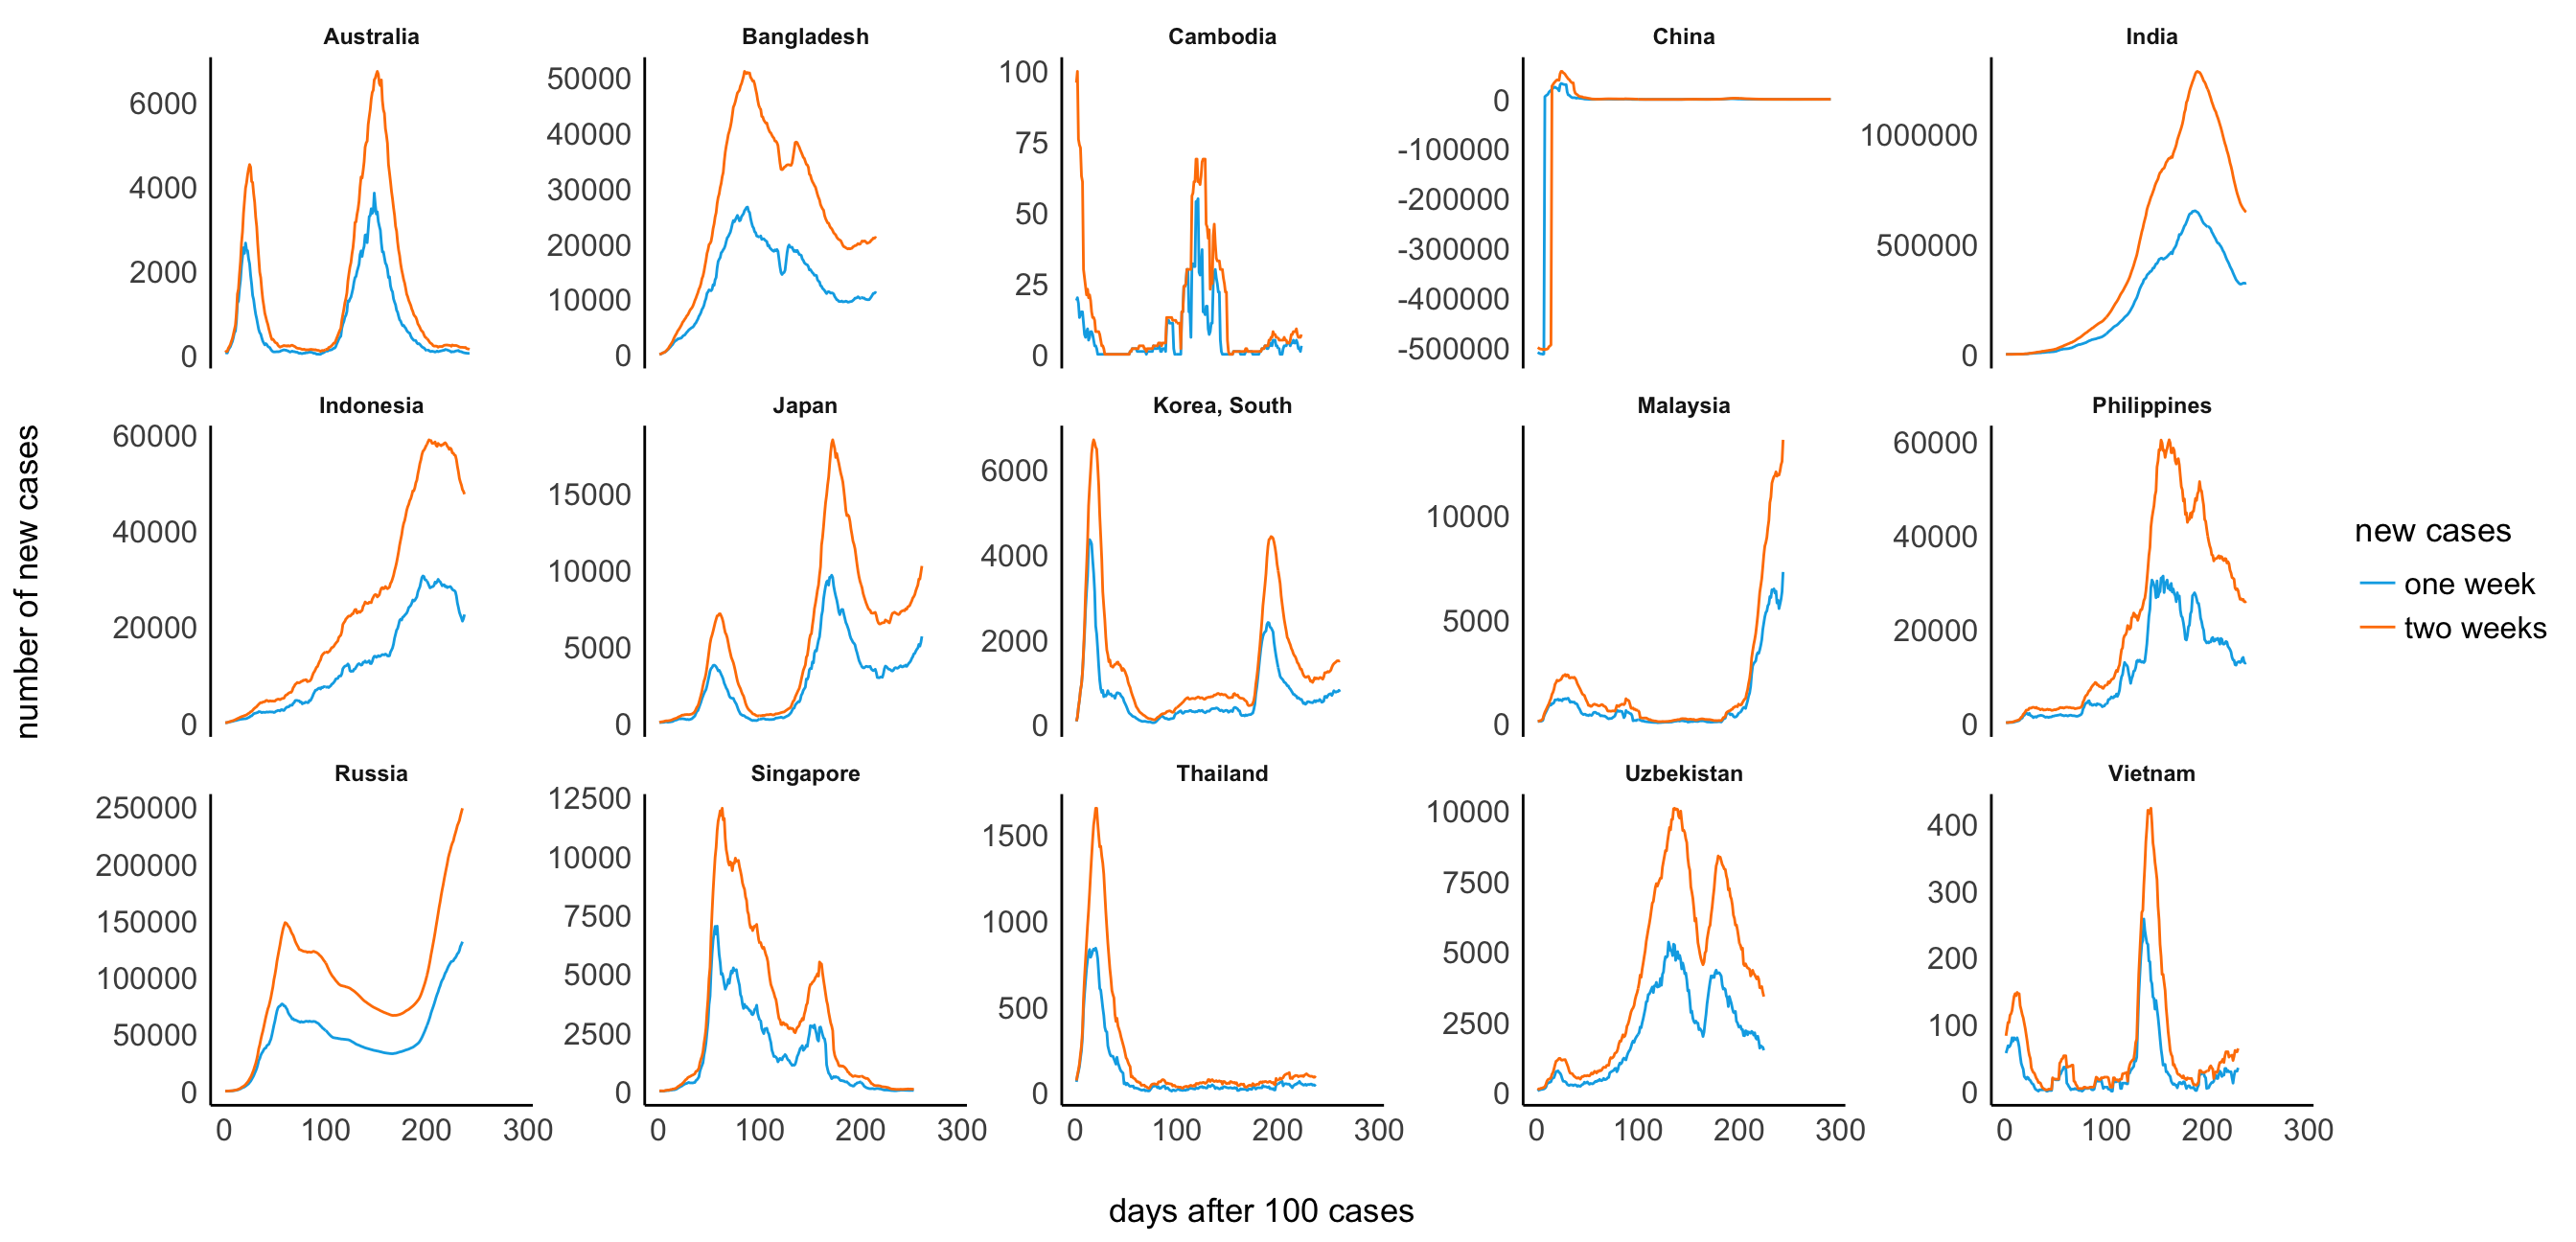 Australia
Bangladesh
Cambodia
China
India
6000
4000
2000
0
50000
40000
30000
20000
10000
0
100
75
50
25
0
0
-100000
-200000
-300000
-400000
-500000
1000000
500000
0
Indonesia
Japan
Korea, South
Malaysia
Philippines
60000
40000
20000
0
15000
10000
5000
0
6000
4000
2000
0
10000
5000
0
60000
40000
20000
0
number of new cases
new cases
one week
two weeks
Russia
Singapore
Thailand
Uzbekistan
Vietnam
250000
200000
150000
100000
50000
0
12500
10000
7500
5000
2500
0
1500
1000
500
0
10000
7500
5000
2500
0
400
300
200
100
0
0 100 200 300
0 100 200 300
0 100 200 300
0 100 200 300
0 100 200 300
days after 100 cases